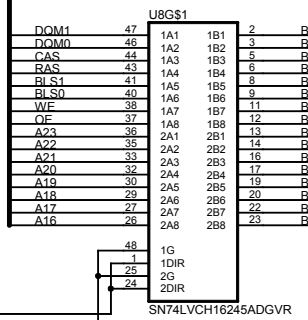 U8G$1
DQM1 47 1A1 1B1 2 B
DQM0 46 1A2 1B2 3 B
CAS 44 1A3 1B3 5 B
RAS 43 1A4 1B4 6 B
BLS1 41 1A5 1B5 8 B
BLS0 40 1A6 1B6 9 B
WE 38 1A7 1B7 11 B
OE 37 1A8 1B8 12 B
A23 36 2A1 2B1 13 B
A22 35 2A2 2B2 14 B
A21 33 2A3 2B3 16 B
A20 32 2A4 2B4 17 B
A19 30 2A5 2B5 19 B
A18 29 2A6 2B6 20 B
A17 27 2A7 2B7 22 B
A16 26 2A8 2B8 23 B
48 1G
1 1DIR
25 2G
24 2DIR
SN74LVCH16245ADGVR